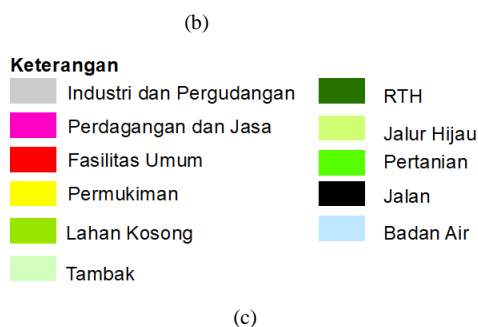 (b)
Keterangan
Industri dan Pergudangan
Perdagangan dan Jasa
Fasilitas Umum
Permukiman
Lahan Kosong
Tambak
RTH
Jalur Hijau
Pertanian
Jalan
Badan Air
(c)